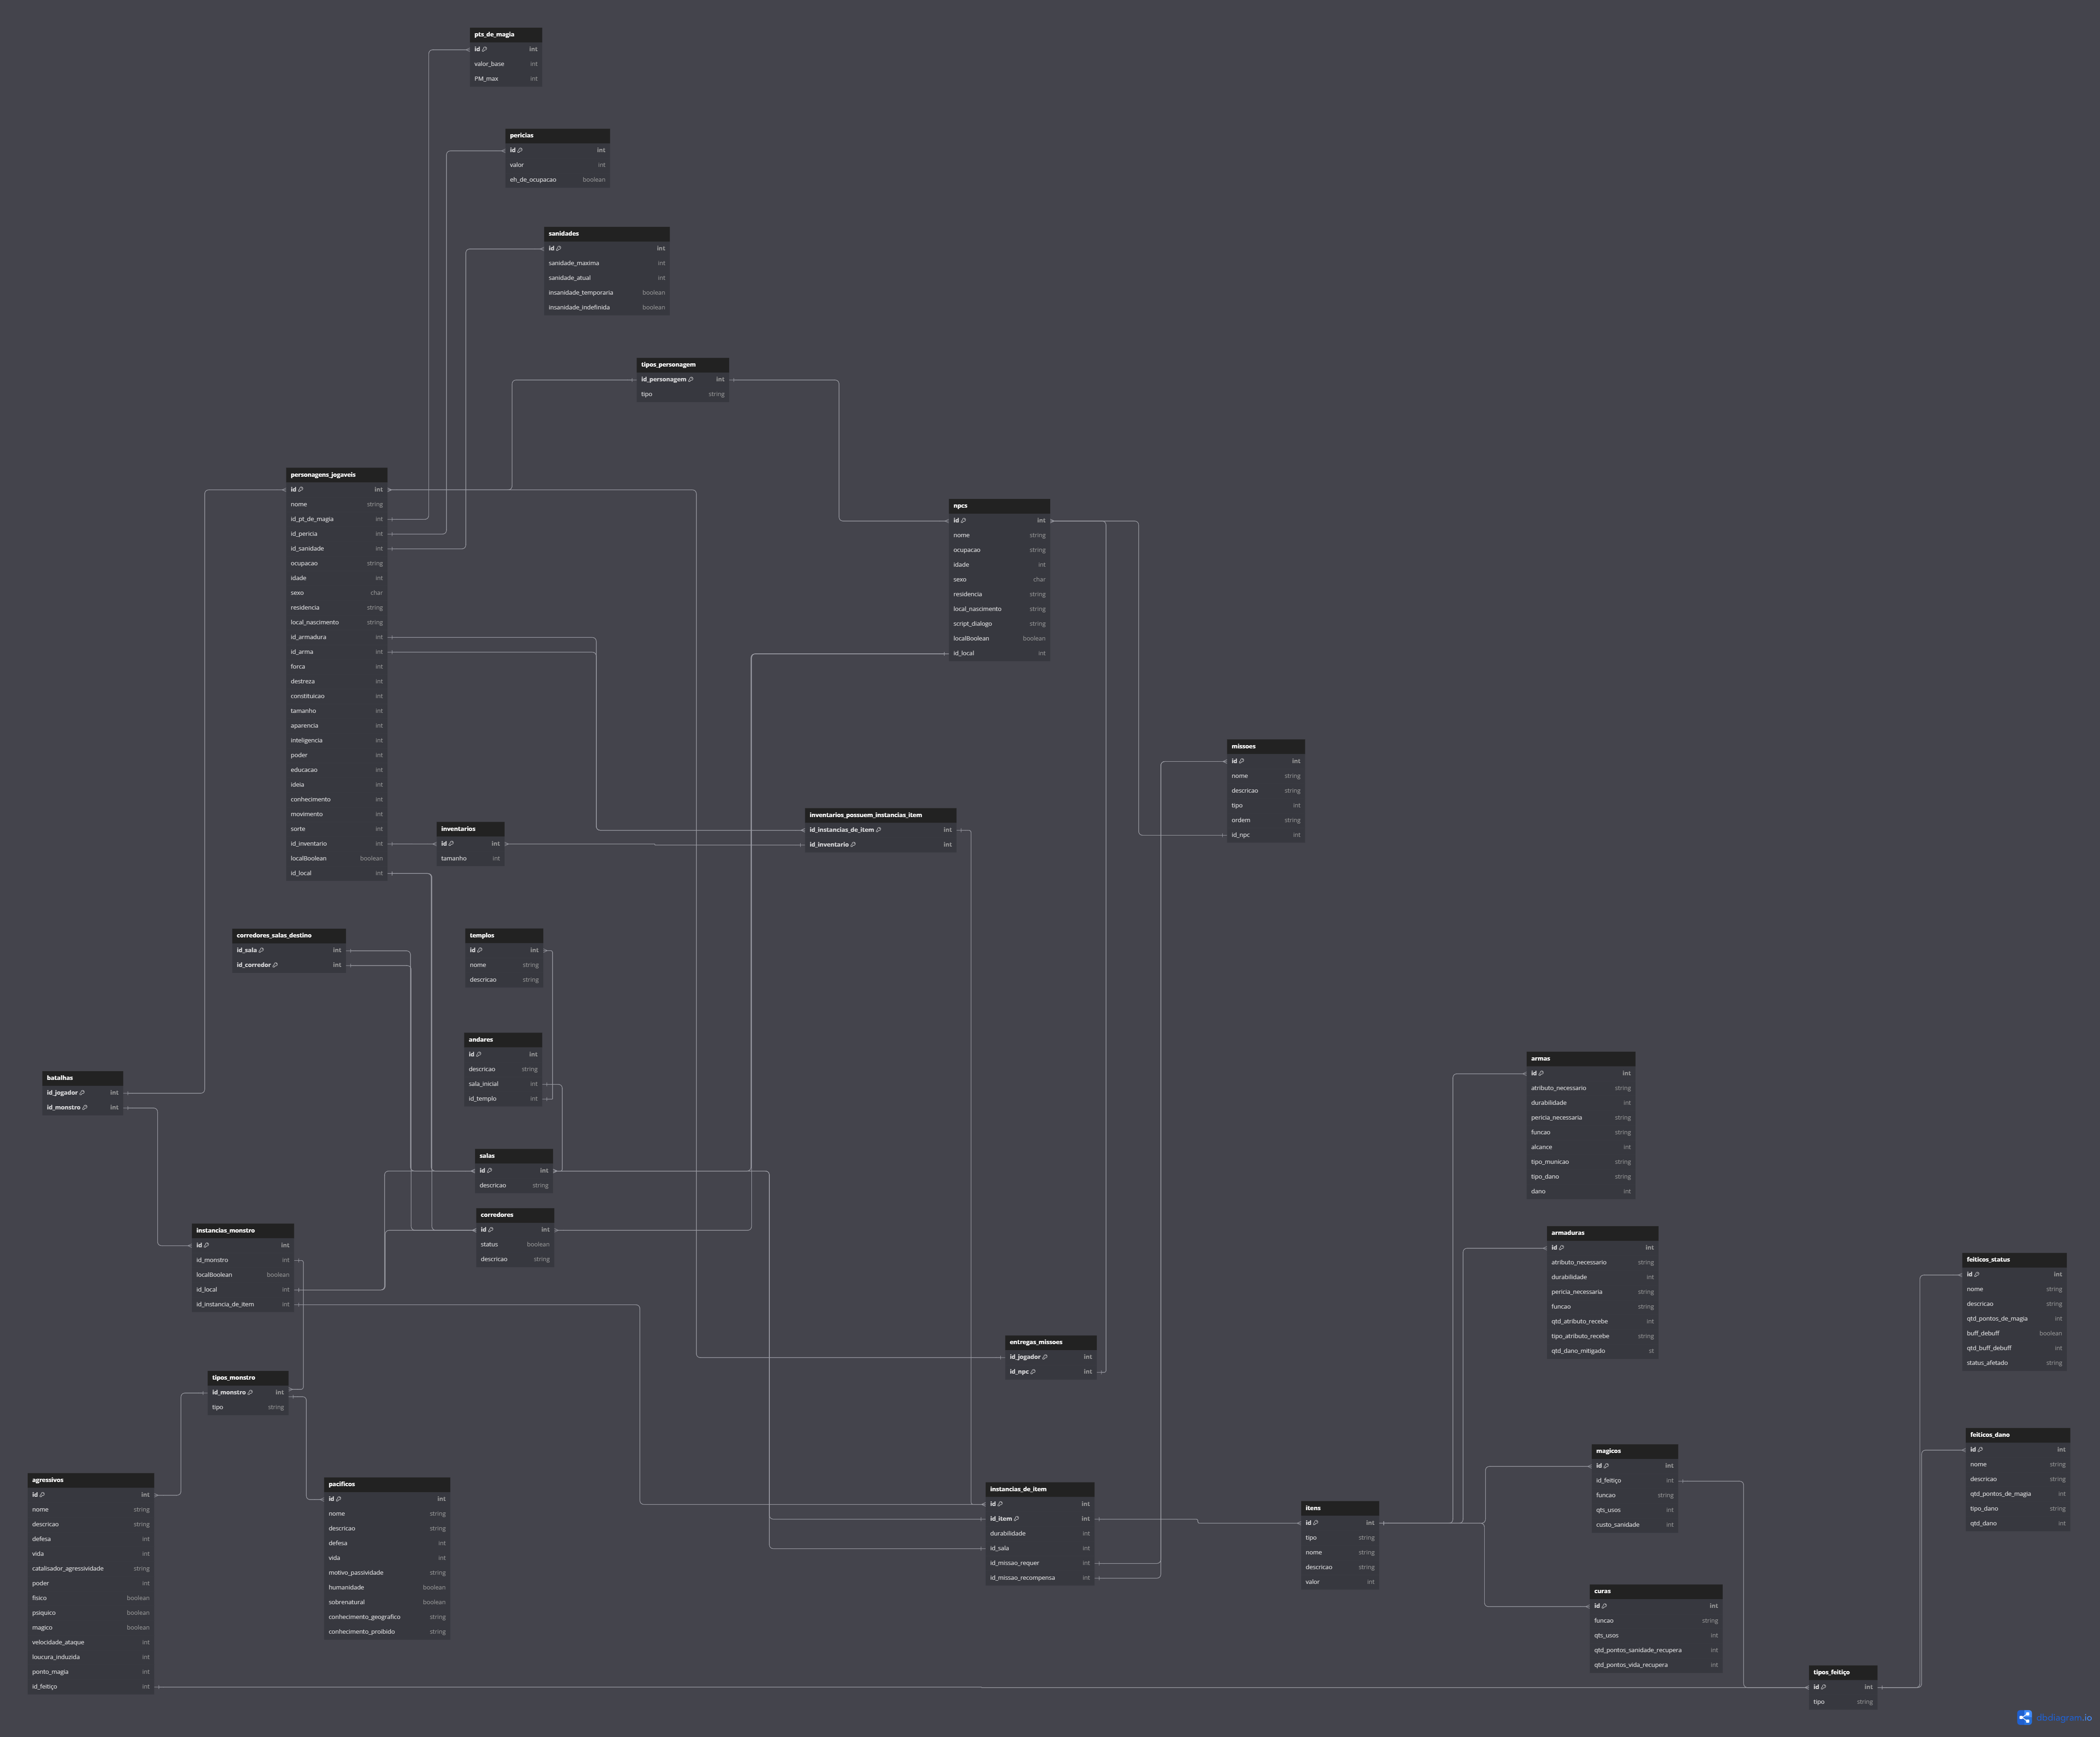 pts_de_magia
id int
valor_base int
PM_max int
pericias
id int
valor int
eh_de_ocupacao boolean
sanidades
id int
sanidade_maxima int
sanidade_atual int
insanidade_temporaria boolean
insanidade_indefinida boolean
tipos_personagem
id_personagem int
tipo string
personagens_jogaveis
id int
nome string
id_pt_de_magia int
id_pericia int
id_sanidade int
ocupacao string
idade int
sexo char
residencia string
local_nascimento string
id_armadura int
id_arma int
forca int
destreza int
constituicao int
tamanho int
aparencia int
inteligencia int
poder int
educacao int
ideia int
conhecimento int
movimento int
sorte int
id_inventario int
localBoolean boolean
id_local int
npcs
id int
nome string
ocupacao string
idade int
sexo char
residencia string
local_nascimento string
script_dialogo string
localBoolean boolean
id_local int
missoes
id int
nome string
descricao string
tipo int
ordem string
id_npc int
inventarios
id int
tamanho int
inventarios_possuem_instancias_item
id_instancias_de_item int
id_inventario int
corredores_salas_destino
id_sala int
id_corredor int
templos
id int
nome string
descricao string
andares
id int
descricao string
sala_inicial int
id_templo int
batalhas
id_jogador int
id_monstro int
salas
id int
descricao string
corredores
id int
status boolean
descricao string
instancias_monstro
id int
id_monstro int
localBoolean boolean
id_local int
id_instancia_de_item int
tipos_monstro
id_monstro int
tipo string
agressivos
id int
nome string
descricao string
defesa int
vida int
catalisador_agressividade string
poder int
fisico boolean
psiquico boolean
magico boolean
velocidade_ataque int
loucura_induzida int
ponto_magia int
id_feitiço int
pacificos
id int
nome string
descricao string
defesa int
vida int
motivo_passividade string
humanidade boolean
sobrenatural boolean
conhecimento_geografico string
conhecimento_proibido string
entregas_missoes
id_jogador int
id_npc int
instancias_de_item
id int
id_item int
durabilidade int
id_sala int
id_missao_requer int
id_missao_recompensa int
itens
id int
tipo string
nome string
descricao string
valor int
armas
id int
atributo_necessario string
durabilidade int
pericia_necessaria string
funcao string
alcance int
tipo_municao string
tipo_dano string
dano int
armaduras
id int
atributo_necessario string
durabilidade int
pericia_necessaria string
funcao string
qtd_atributo_recebe int
tipo_atributo_recebe string
qtd_dano_mitigado st
magicos
id int
id_feitiço int
funcao string
qts_usos int
custo_sanidade int
curas
id int
funcao string
qts_usos int
qtd_pontos_sanidade_recupera int
qtd_pontos_vida_recupera int
feiticos_status
id int
nome string
descricao string
qtd_pontos_de_magia int
buff_debuff boolean
qtd_buff_debuff int
status_afetado string
feiticos_dano
id int
nome string
descricao string
qtd_pontos_de_magia int
tipo_dano string
qtd_dano int
tipos_feitiço
id int
tipo string
dbdiagram.io